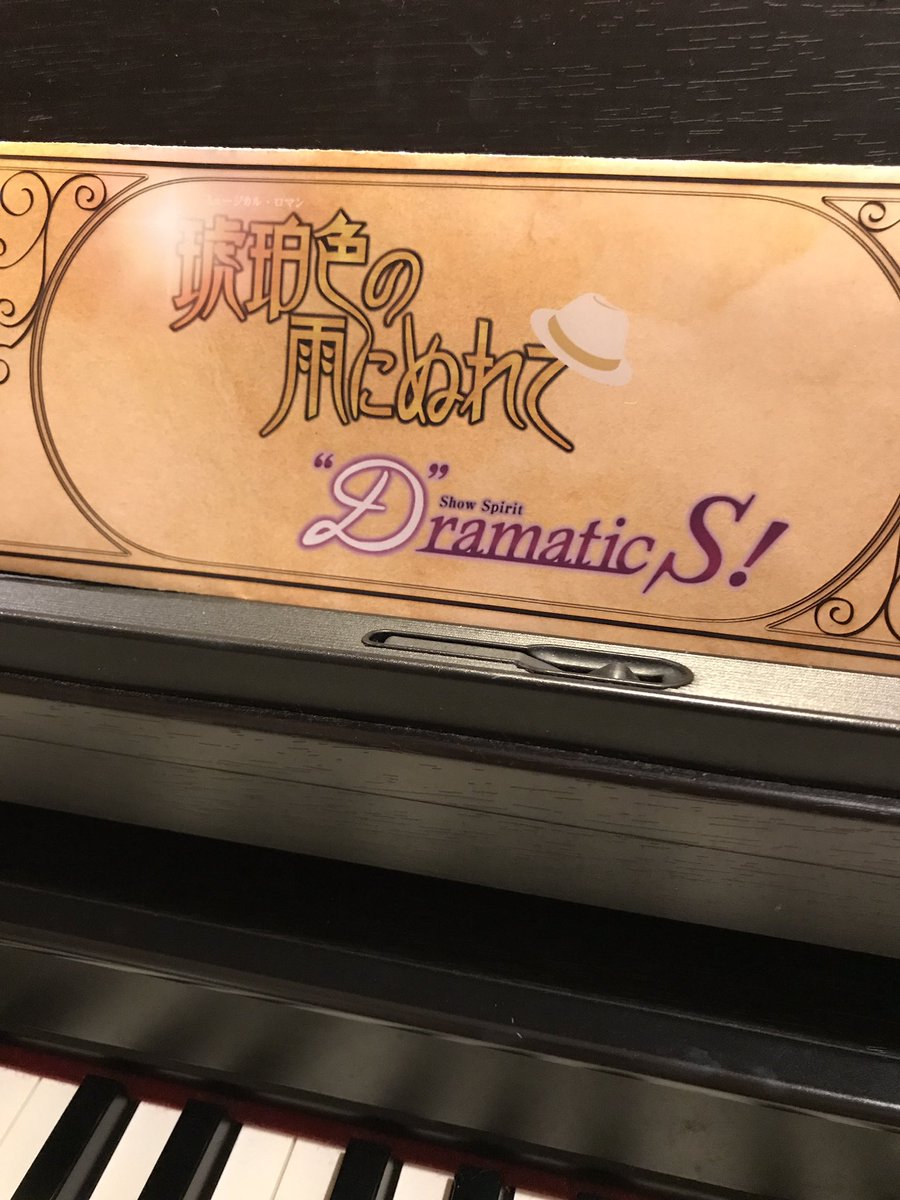 ミュージカル・ロマン
琥珀色の
雨にぬれて
Show Spirit
“D”ramatic S!